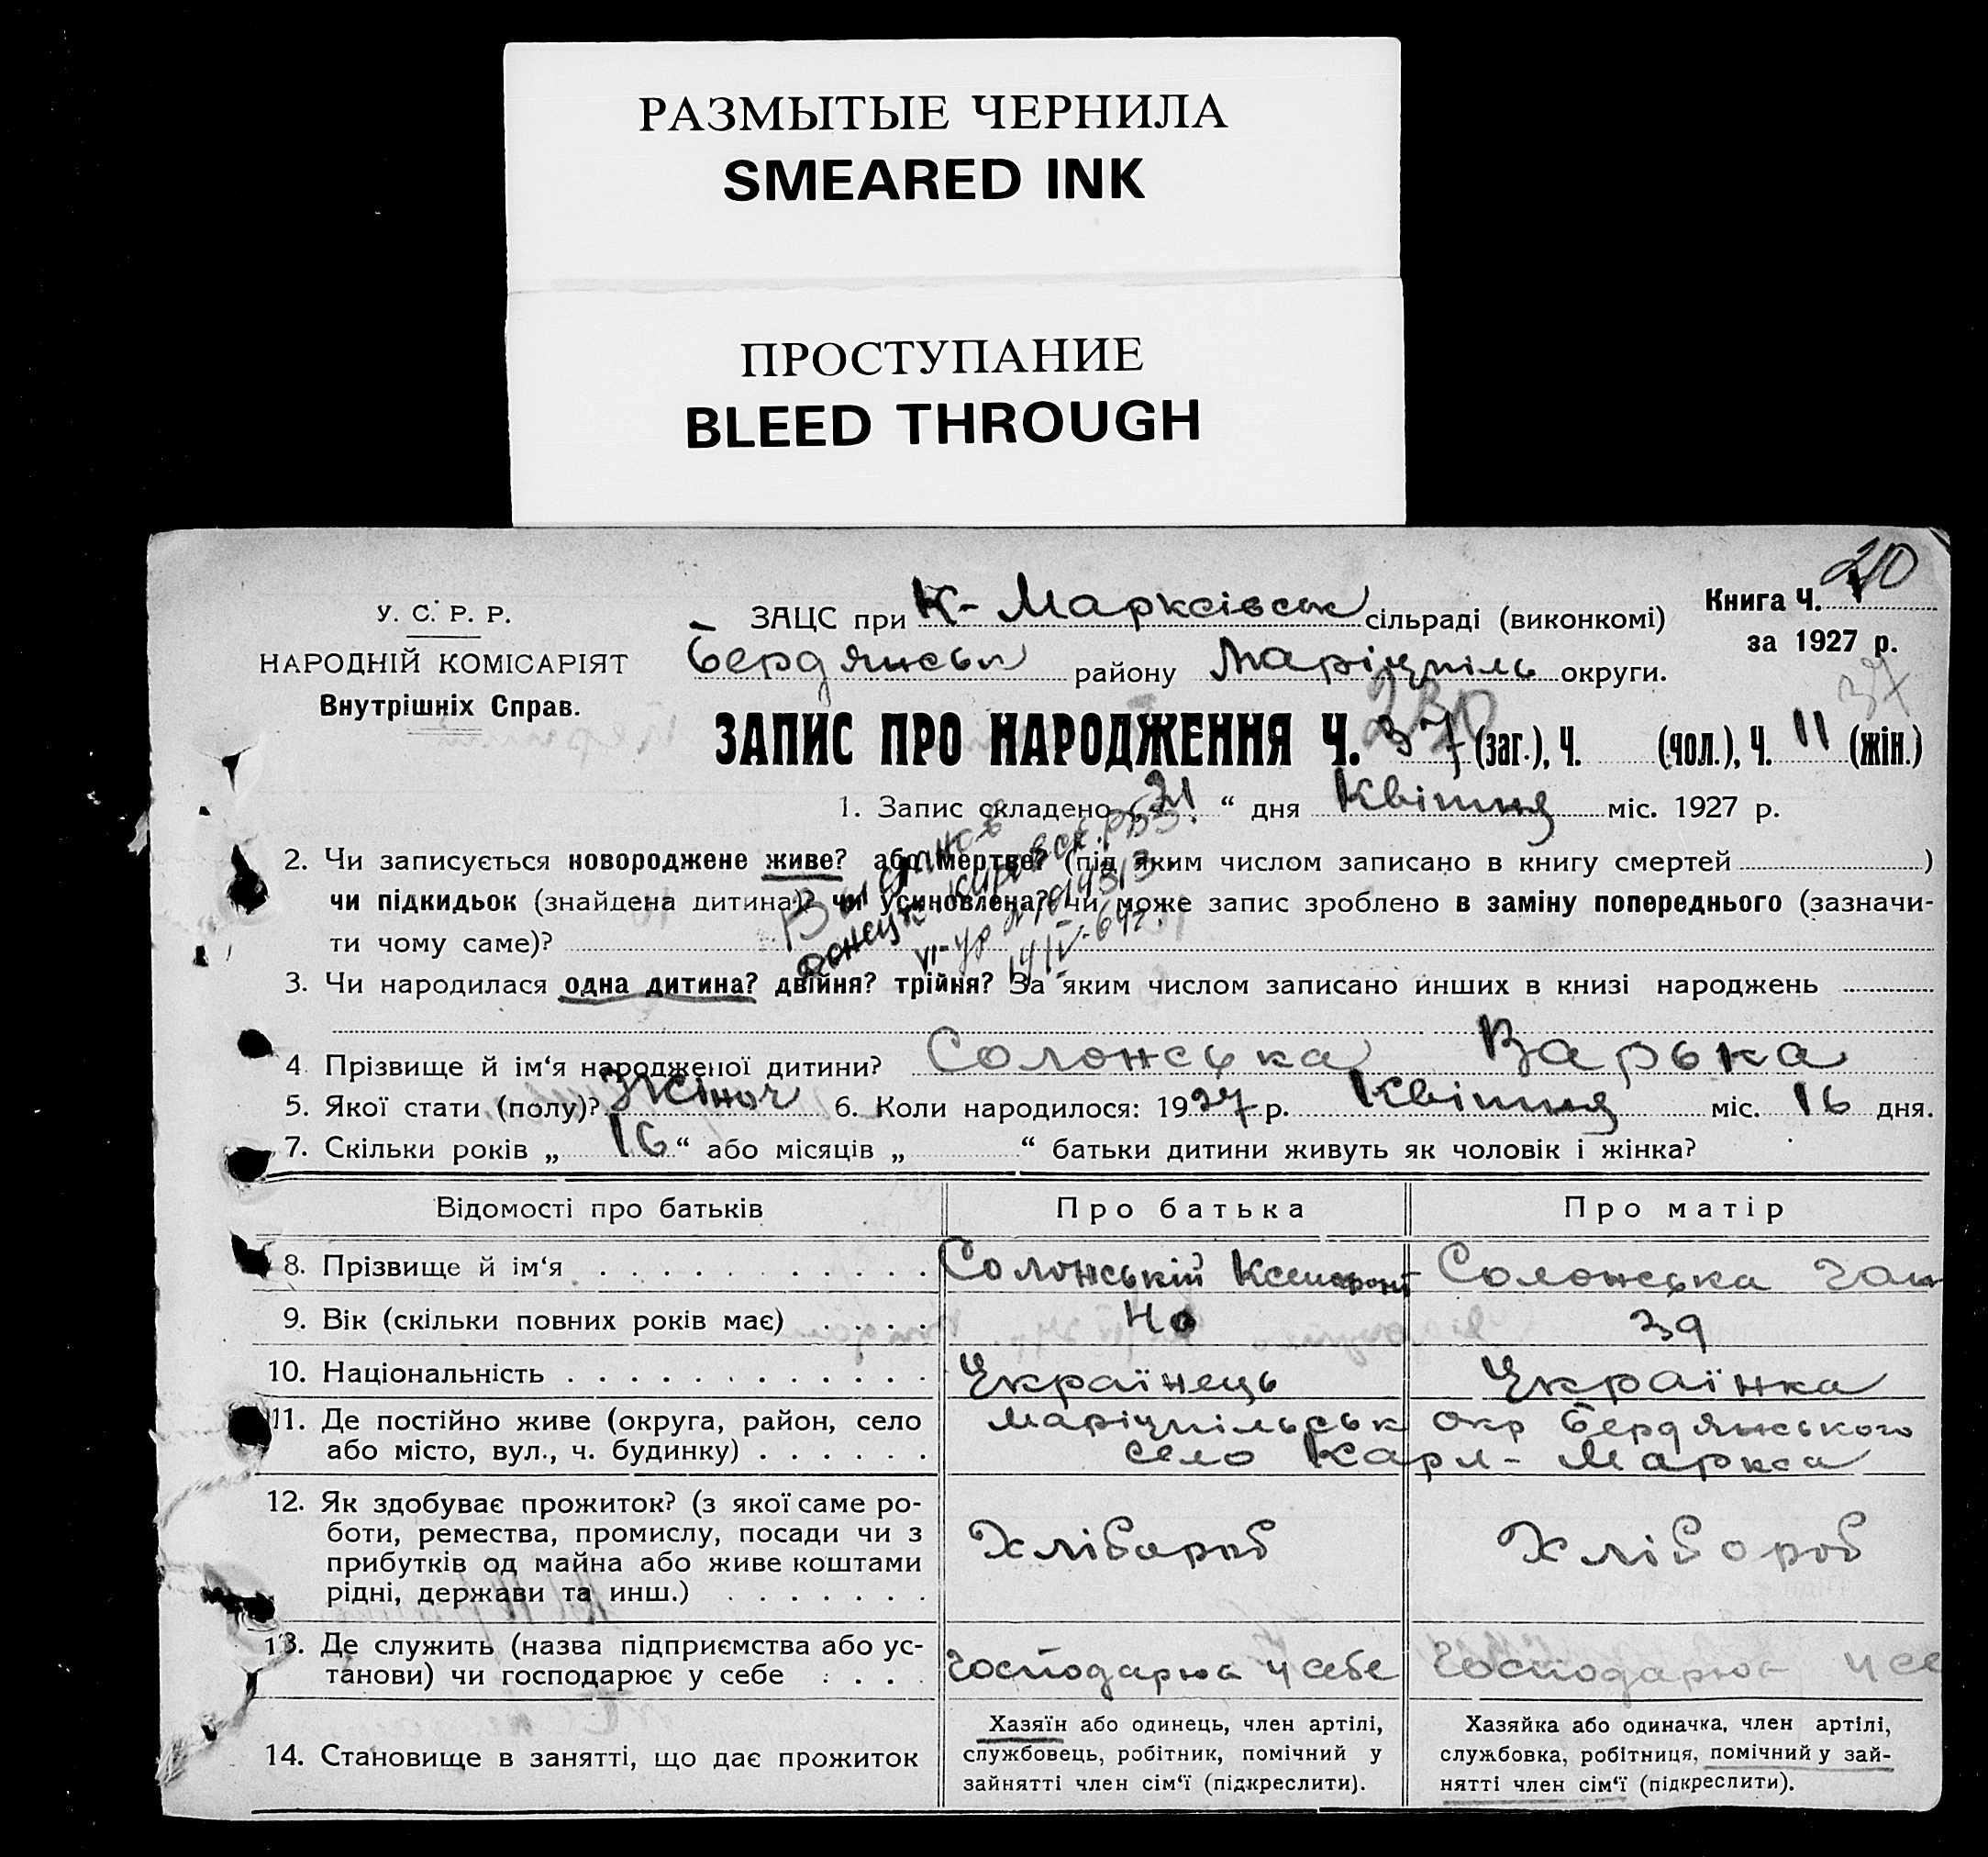 РАЗМЫТЫЕ ЧЕРНИЛА
SMEARED INK
ПРОСТУПАНИЕ
BLEED THROUGH
У. С. Р. Р.
НАРОДНІЙ КОМІСАРІЯТ
Внутрішніх Справ.
ЗАЦС при К-Марксівськ сільраді (виконкомі)
Бердянськ району Маріупіль округи.
Книга Ч.
за 1927 р.
ЗАПИС ПРО НАРОДЖЕННЯ Ч. 37 (заг.), Ч. (чол.), Ч. 11 (жін.)
1. Запис складено „21“ дня Квітня міс. 1927 р.
2. Чи записується новороджене живе? або мертве? (під яким числом записано в книгу смертей )
чи підкидьок (знайдена дитина)? чи усиновлена? чи може запис зроблено в заміну попереднього (зазначи-
ти чому саме)?
3. Чи народилася одна дитина? двійня? трійня? За яким числом записано инших в книзі народжень
4. Прізвище й ім‘я народженої дитини? Солонська Варька
5. Якої стати (полу)? Жіноч 6. Коли народилося: 1927 р. Квітня міс. 16 дня.
7. Скільки років „ 16 “ або місяців „ “ батьки дитини живуть як чоловік і жінка?
Відомості про батьків Про батька Про матір
8. Прізвище й ім‘я Солонській Солонська
9. Вік (скільки повних років має) 39
10. Національність Українець Українка
11. Де постійно живе (округа, район, село Маріупільськ окр Бердянського
або місто, вул., ч. будинку) село Карл-Маркса
12. Як здобуває прожиток? (з якої саме ро-
боти, ремества, промислу, посади чи з
прибутків од майна або живе коштами
рідні, держави та инш.)
Хлібороб Хлібороб
13. Де служить (назва підприємства або ус-
танови) чи господарює у себе
Господарює у себе Господарює у се
14. Становище в занятті, що дає прожиток
Хазяїн або одинець, член артілі,
службовець, робітник, помічний у
зайнятті член сім‘ї (підкреслити).
Хазяйка або одиначка, член артілі,
службовка, робітниця, помічний у зай-
нятті член сім‘ї (підкреслити).